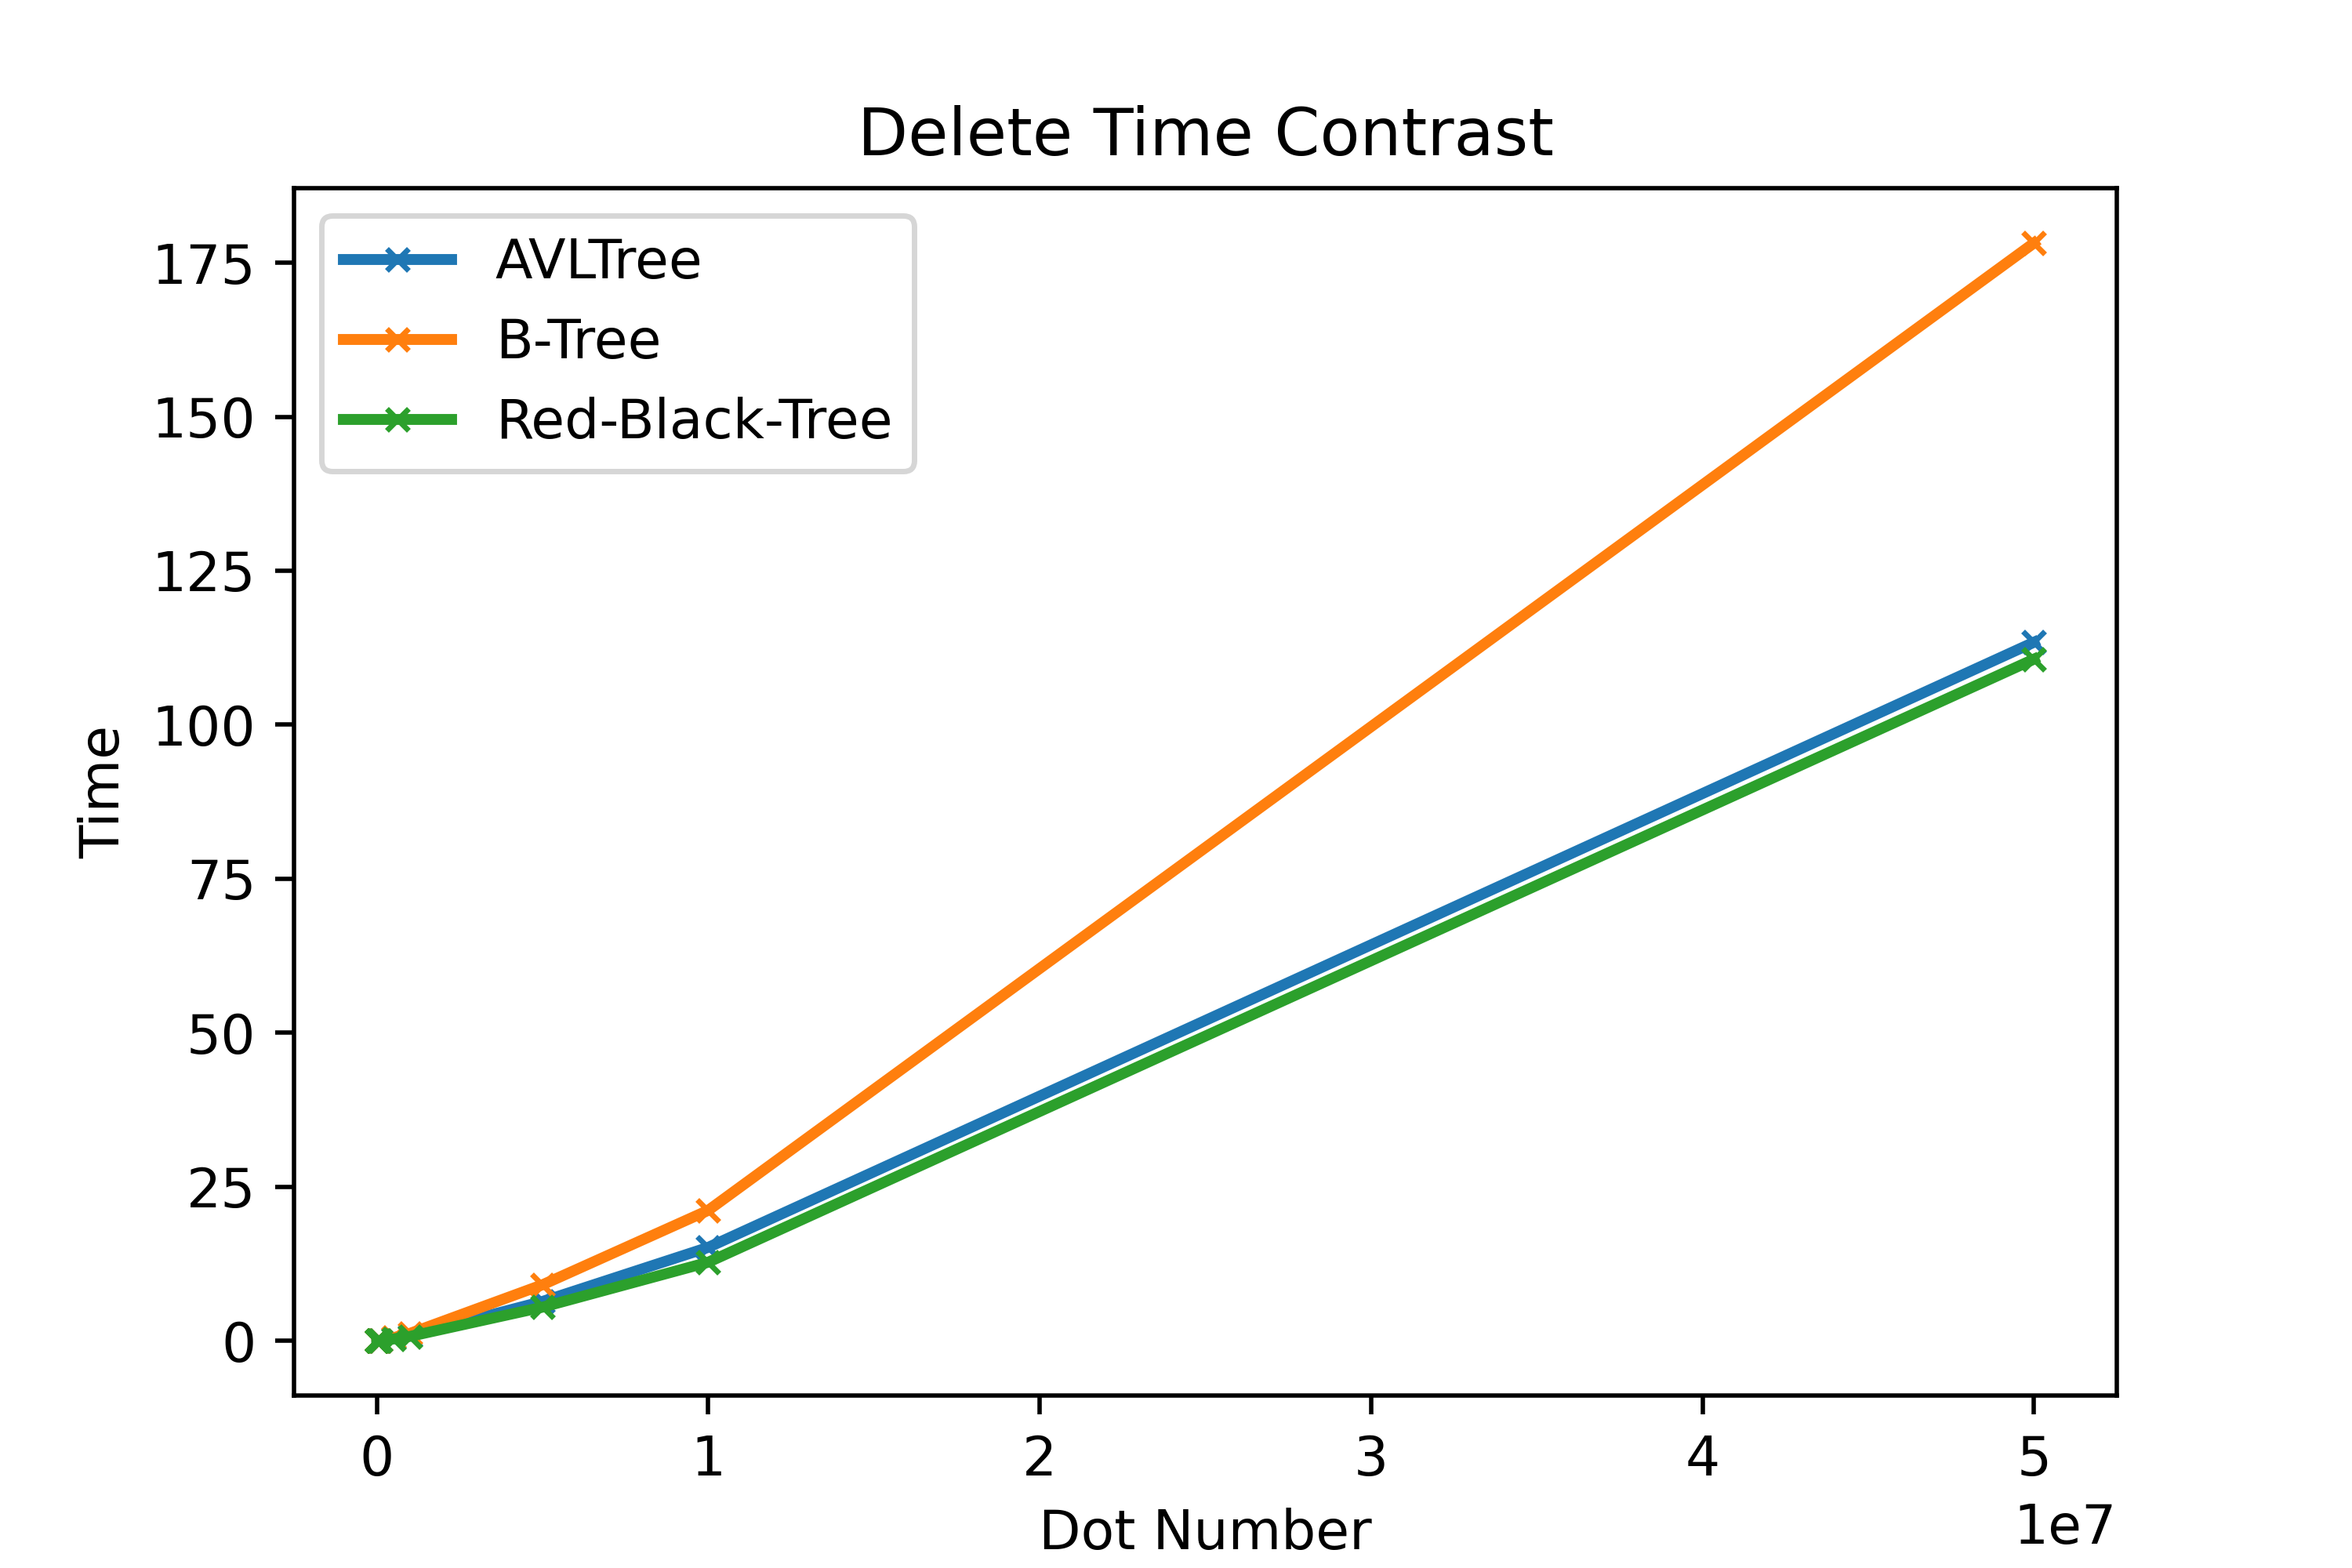 Delete Time Contrast
AVLTree
B-Tree
Red-Black-Tree
175
150
125
100
75
50
25
0
Time
0 1 2 3 4 5
1e7
Dot Number